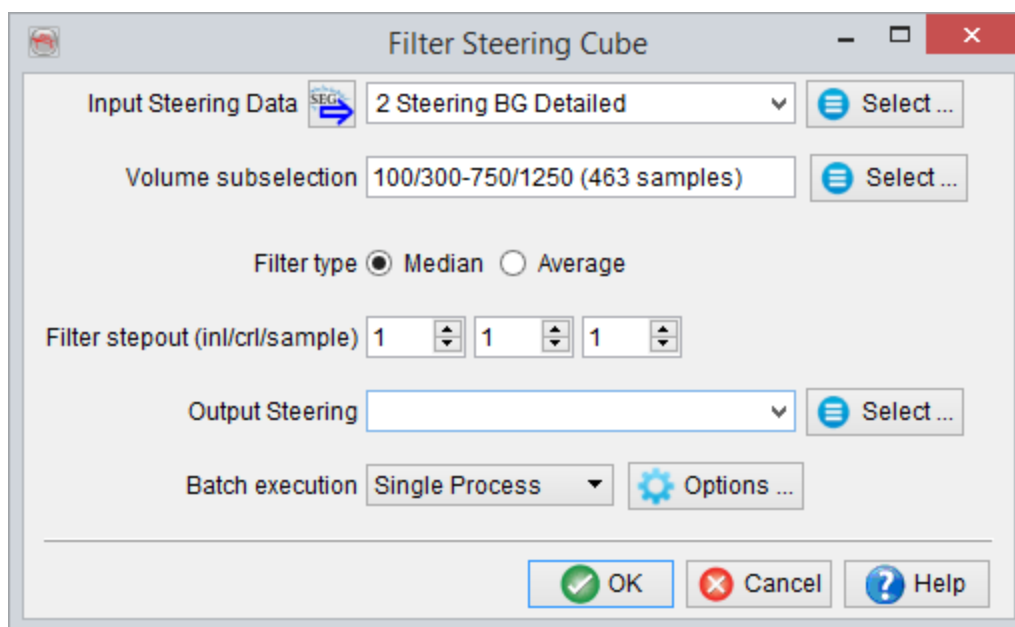 Filter Steering Cube
Input Steering Data SEG 2 Steering BG Detailed Select ...
Volume subselection 100/300-750/1250 (463 samples) Select ...
Filter type Median Average
Filter stepout (inl/crl/sample) 1 1 1
Output Steering Select ...
Batch execution Single Process Options ...
OK Cancel Help